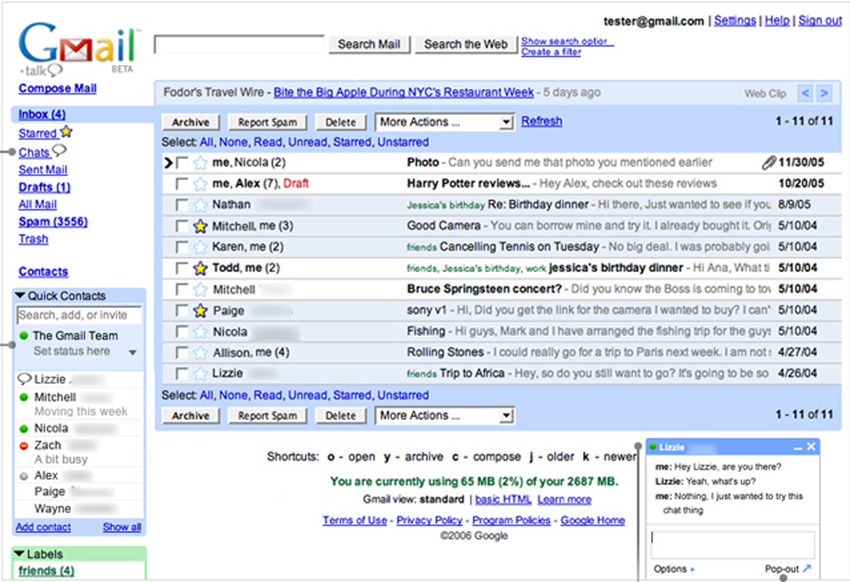 tester@gmail.com | Settings | Help | Sign out
Gmail
talk
BETA
Search Mail
Search the Web
Show search option
Create a filter
Compose Mail
Inbox (4)
Starred
Chats
Sent Mail
Drafts (1)
All Mail
Spam (3556)
Trash
Contacts
Quick Contacts
Search, add, or invite
The Gmail Team
Set status here
Lizzie
Mitchell
Moving this week
Nicola
Zach
A bit busy
Alex
Paige
Wayne
Add contact Show all
Labels
friends (4)
Fodor's Travel Wire - Bite the Big Apple During NYC's Restaurant Week - 5 days ago Web Clip < >
Archive Report Spam Delete More Actions ... Refresh 1 - 11 of 11
Select: All, None, Read, Unread, Starred, Unstarred
me, Nicola (2) Photo - Can you send me that photo you mentioned earlier 11/30/05
me, Alex (7), Draft Harry Potter reviews... - Hey Alex, check out these reviews 10/20/05
Nathan Jessica's birthday Re: Birthday dinner - Hi there, Just wanted to see if you 8/9/05
Mitchell, me (3) Good Camera - You can borrow mine and try it. I already bought it. Orig 5/10/04
Karen, me (2) friends Cancelling Tennis on Tuesday - No big deal. I was probably goi 5/10/04
Todd, me (2) friends, Jessica's birthday, work jessica's birthday dinner - Hi Ana, What ti 5/10/04
Mitchell Bruce Springsteen concert? - Did you know the Boss is coming to tow 5/10/04
Paige sony v1 - Hi, Did you get the link for the camera I wanted to buy? I can' 5/10/04
Nicola Fishing - Hi guys, Mark and I have arranged the fishing trip for the guys 5/10/04
Allison, me (4) Rolling Stones - I could really go for a trip to Paris next week. I am not s 4/27/04
Lizzie friends Trip to Africa - Hey, so do you still want to go? It's going to be so 4/26/04
Select: All, None, Read, Unread, Starred, Unstarred
Archive Report Spam Delete More Actions ... 1 - 11 of 11
Shortcuts: o - open y - archive c - compose j - older k - newer
You are currently using 65 MB (2%) of your 2687 MB.
Gmail view: standard | basic HTML Learn more
Terms of Use - Privacy Policy - Program Policies - Google Home
©2006 Google
Lizzie
me: Hey Lizzie, are you there?
Lizzie: Yeah, what's up?
me: Nothing, I just wanted to try this
chat thing
Options Pop-out